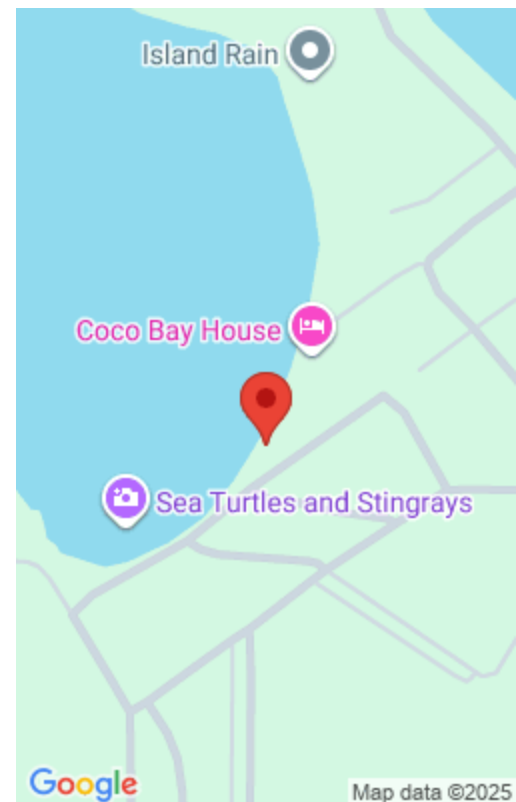 Island Rain
Coco Bay House
Sea Turtles and Stingrays
Google
Map data ©2025